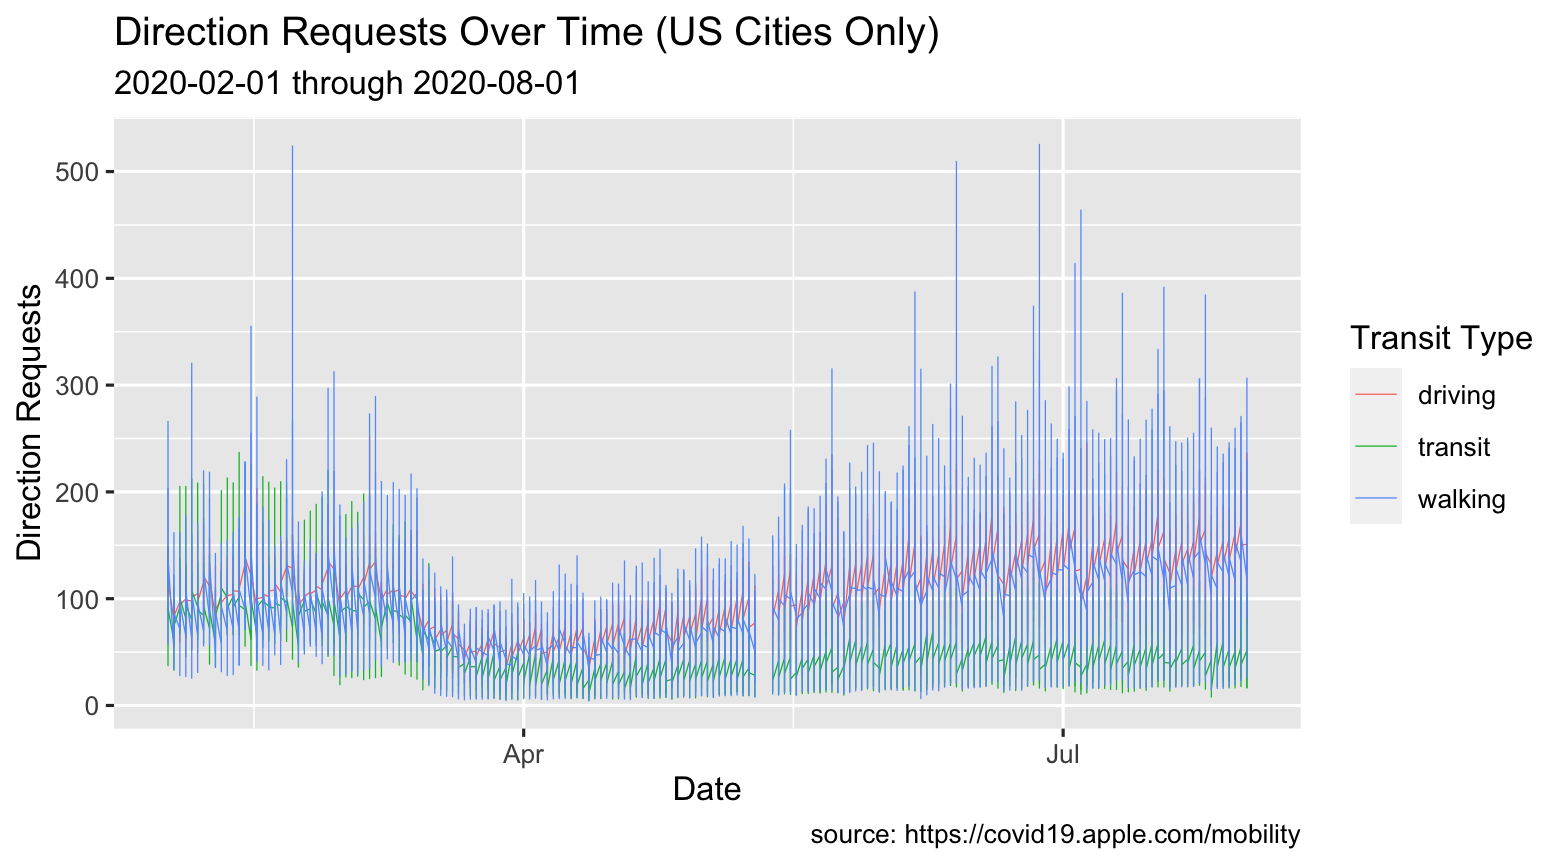 Direction Requests Over Time (US Cities Only)
2020-02-01 through 2020-08-01
Direction Requests
500
400
300
200
100
0
Apr
Jul
Date
Transit Type
driving
transit
walking
source: https://covid19.apple.com/mobility